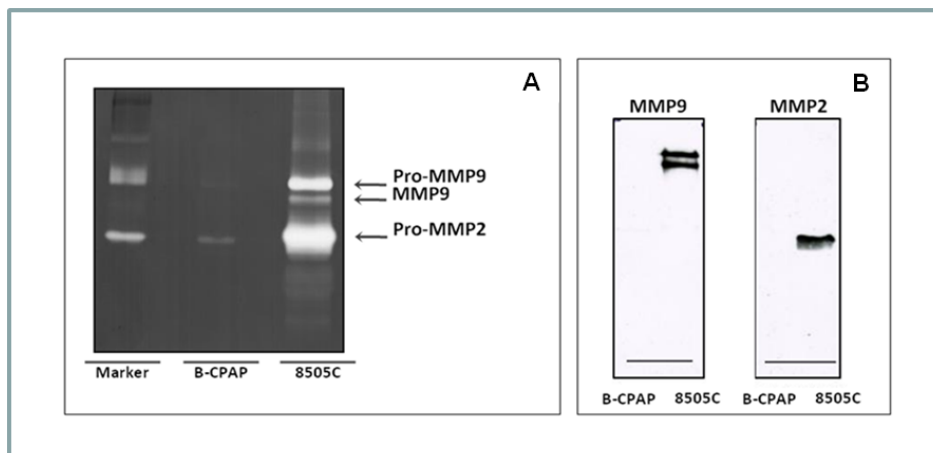 A
Pro-MMP9
MMP9
Pro-MMP2
Marker B-CPAP 8505C
B
MMP9 MMP2
B-CPAP 8505C B-CPAP 8505C